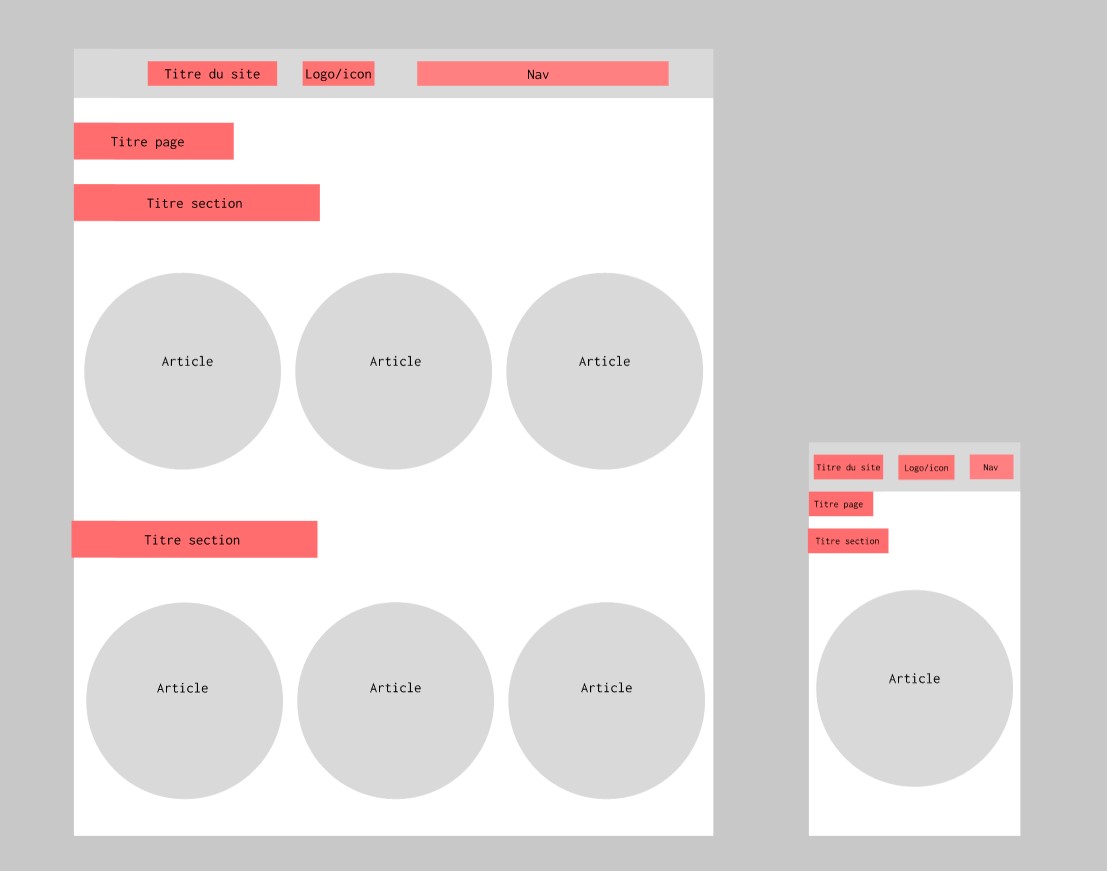 Titre du site
Logo/icon
Nav
Titre page
Titre section
Article
Article
Article
Titre section
Article
Article
Article
Titre du site
Logo/icon
Nav
Titre page
Titre section
Article